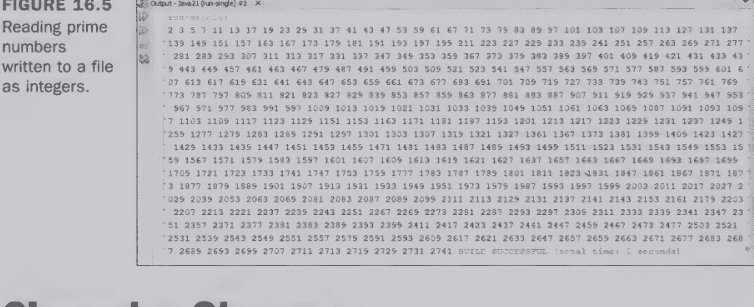 FIGURE 16.5
Reading prime
numbers
written to a file
as integers.
Output - Java21 (run-single) #2 ×
run-single:
2 3 5 7 11 13 17 19 23 29 31 37 41 43 47 53 59 61 67 71 73 79 83 89 97 101 103 107 109 113 127 131 137
139 149 151 157 163 167 173 179 181 191 193 197 199 211 223 227 229 233 239 241 251 257 263 269 271 277
281 283 293 307 311 313 317 331 337 347 349 353 359 367 373 379 383 389 397 401 409 419 421 431 433 43
9 443 449 457 461 463 467 479 487 491 499 503 509 521 523 541 547 557 563 569 571 577 587 593 599 601 6
07 613 617 619 631 641 643 647 653 659 661 673 677 683 691 701 709 719 727 733 739 743 751 757 761 769
773 787 797 809 811 821 823 827 829 839 853 857 859 863 877 881 883 887 907 911 919 929 937 941 947 953
967 971 977 983 991 997 1009 1013 1019 1021 1031 1033 1039 1049 1051 1061 1063 1069 1087 1091 1093 109
7 1103 1109 1117 1123 1129 1151 1153 1163 1171 1181 1187 1193 1201 1213 1217 1223 1229 1231 1237 1249 1
259 1277 1279 1283 1289 1291 1297 1301 1303 1307 1319 1321 1327 1361 1367 1373 1381 1399 1409 1423 1427
1429 1433 1439 1447 1451 1453 1459 1471 1481 1483 1487 1489 1493 1499 1511 1523 1531 1543 1549 1553 15
59 1567 1571 1579 1583 1597 1601 1607 1609 1613 1619 1621 1627 1637 1657 1663 1667 1669 1693 1697 1699
1709 1721 1723 1733 1741 1747 1753 1759 1777 1783 1787 1789 1801 1811 1823 1831 1847 1861 1867 1871 187
3 1877 1879 1889 1901 1907 1913 1931 1933 1949 1951 1973 1979 1987 1993 1997 1999 2003 2011 2017 2027 2
029 2039 2053 2063 2069 2081 2083 2087 2089 2099 2111 2113 2129 2131 2137 2141 2143 2153 2161 2179 2203
2207 2213 2221 2237 2239 2243 2251 2267 2269 2273 2281 2287 2293 2297 2309 2311 2333 2339 2341 2347 23
51 2357 2371 2377 2381 2383 2389 2393 2399 2411 2417 2423 2437 2441 2447 2459 2467 2473 2477 2503 2521
2531 2539 2543 2549 2551 2557 2579 2591 2593 2609 2617 2621 2633 2647 2657 2659 2663 2671 2677 2683 268
7 2689 2693 2699 2707 2711 2713 2719 2729 2731 2741 BUILD SUCCESSFUL (total time: 0 seconds)